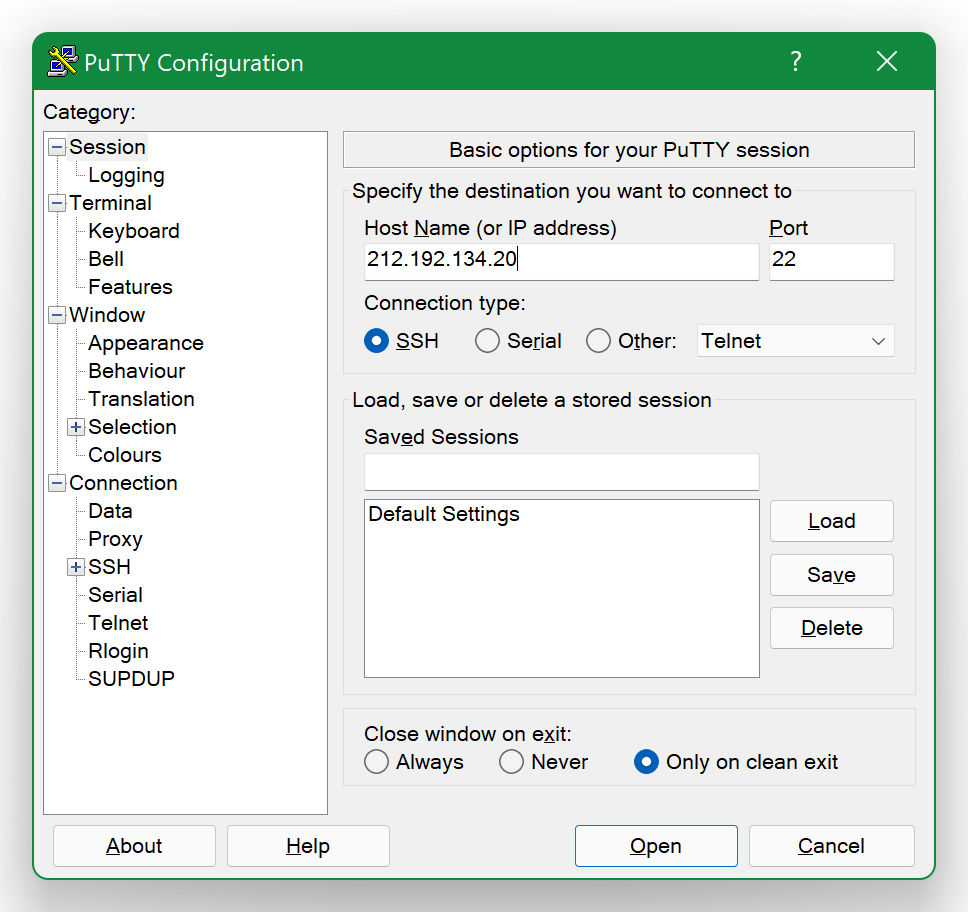 PuTTY Configuration
?
Category:
Session
Logging
Terminal
Keyboard
Bell
Features
Window
Appearance
Behaviour
Translation
Selection
Colours
Connection
Data
Proxy
SSH
Serial
Telnet
Rlogin
SUPDUP
Basic options for your PuTTY session
Specify the destination you want to connect to
Host Name (or IP address) Port
212.192.134.20 22
Connection type:
SSH Serial Other: Telnet
Load, save or delete a stored session
Saved Sessions
Default Settings
Load
Save
Delete
Close window on exit:
Always Never Only on clean exit
About Help Open Cancel